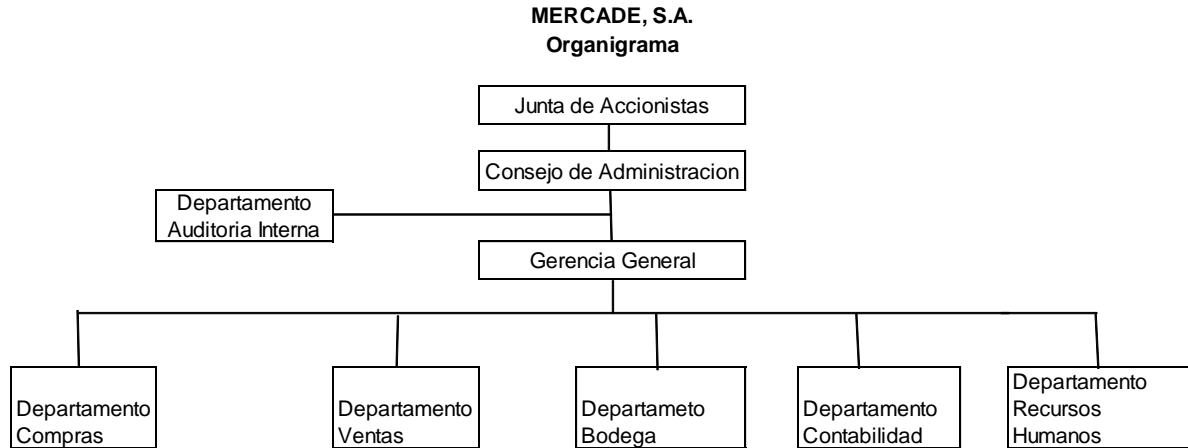 MERCADE, S.A.
Organigrama
Junta de Accionistas
Consejo de Administracion
Departamento
Auditoria Interna
Gerencia General
Departamento
Compras
Departamento
Ventas
Departameto
Bodega
Departamento
Contabilidad
Departamento
Recursos
Humanos